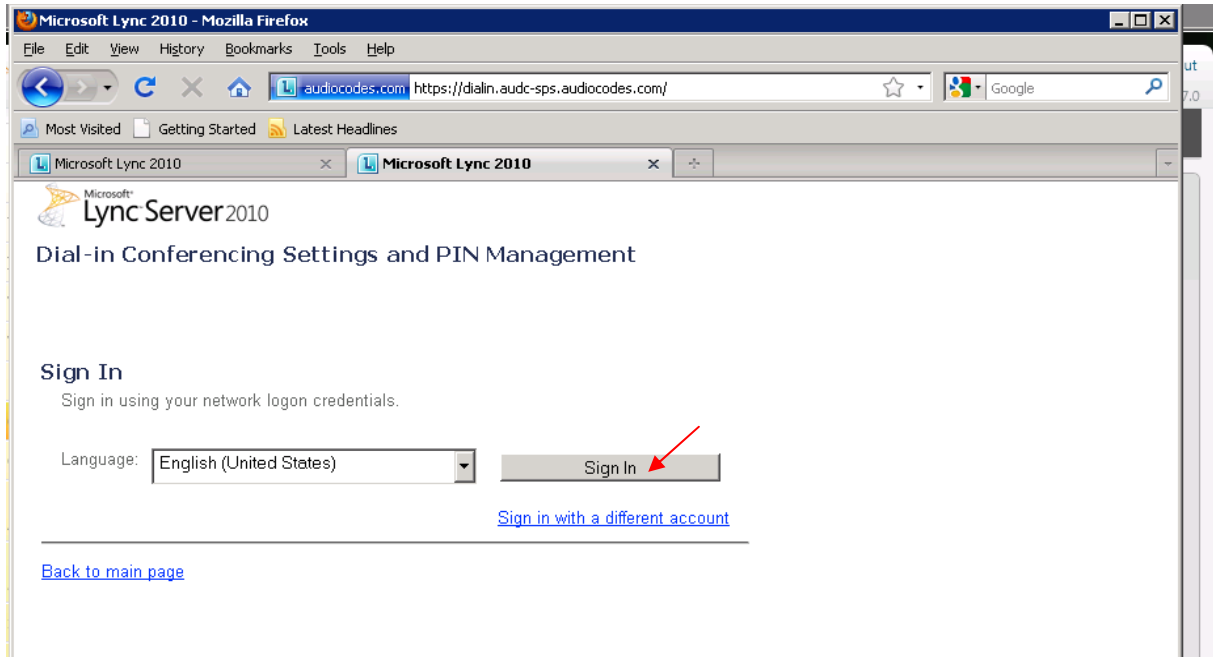 Microsoft Lync 2010 - Mozilla Firefox
File Edit View History Bookmarks Tools Help
ut
audiocodes.com https://dialin.audc-sps.audiocodes.com/ Google
7.0
Most Visited Getting Started Latest Headlines
Microsoft Lync 2010 Microsoft Lync 2010
Microsoft
Lync Server 2010
Dial-in Conferencing Settings and PIN Management
Sign In
Sign in using your network logon credentials.
Language: English (United States) Sign In
Sign in with a different account
Back to main page